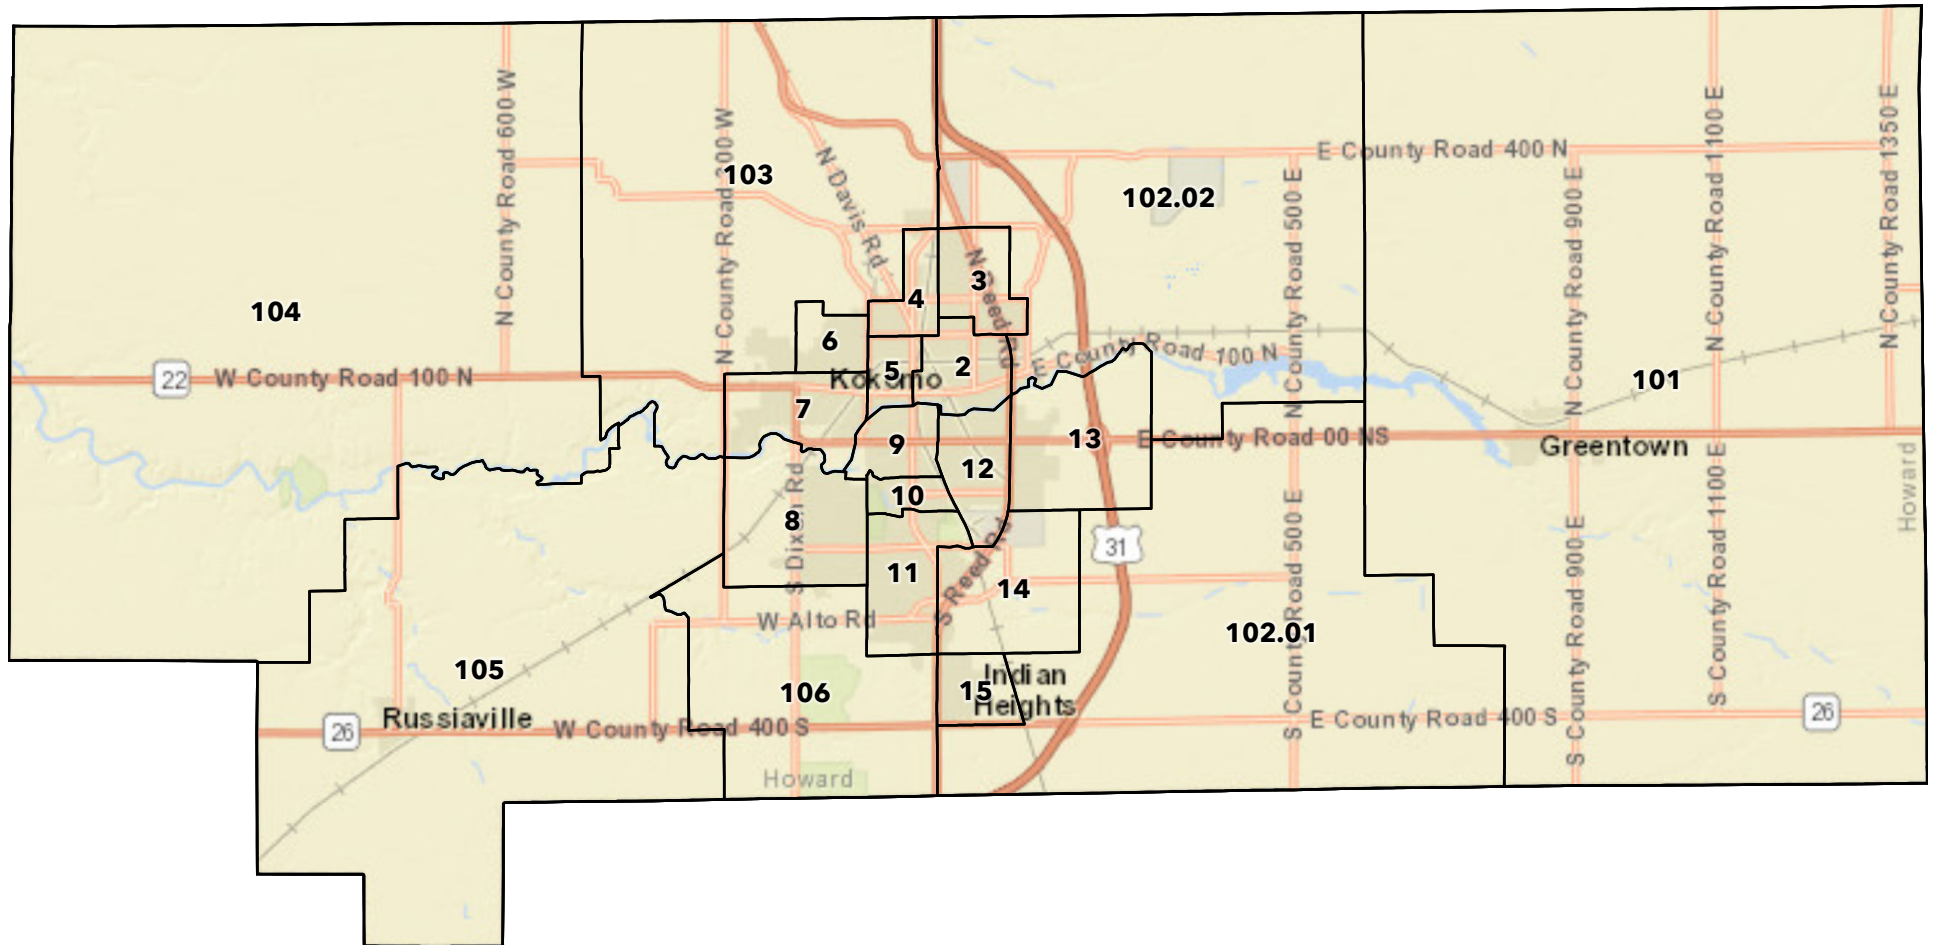 N County Road 600 W
N County Road 200 W
N Davis Rd
103
E County Road 400 N
102.02
N County Road 500 E
N County Road 900 E
N County Road 1100 E
N County Road 1350 E
104
3
4
N Reed Rd
6
5
2
E County Road 100 N
22
W County Road 100 N
Kokomo
101
7
9
13
E County Road 00 NS
Greentown
12
10
8
S Dixon Rd
11
S Reed Rd
14
31
S County Road 500 E
S County Road 900 E
S County Road 1100 E
Howard
W Alto Rd
102.01
105
106
15
Indian
Heights
Russiaville
26
W County Road 400 S
E County Road 400 S
26
Howard